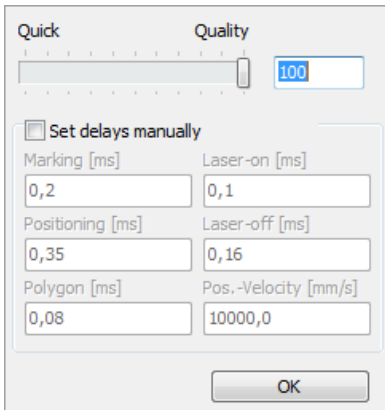 Quick Quality
100
Set delays manually
Marking [ms] Laser-on [ms]
0,2 0,1
Positioning [ms] Laser-off [ms]
0,35 0,16
Polygon [ms] Pos.-Velocity [mm/s]
0,08 10000,0
OK